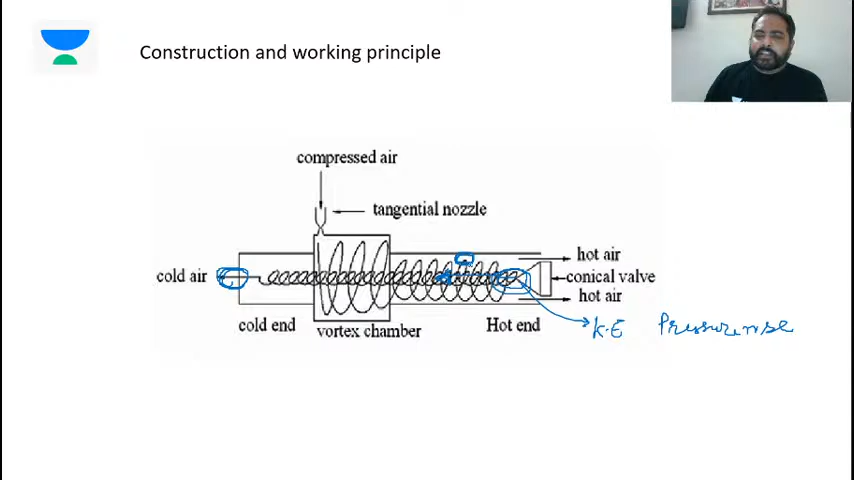 Construction and working principle
compressed air
tangential nozzle
hot air
cold air
conical valve
hot air
cold end
vortex chamber
Hot end
K.E Pressure rise